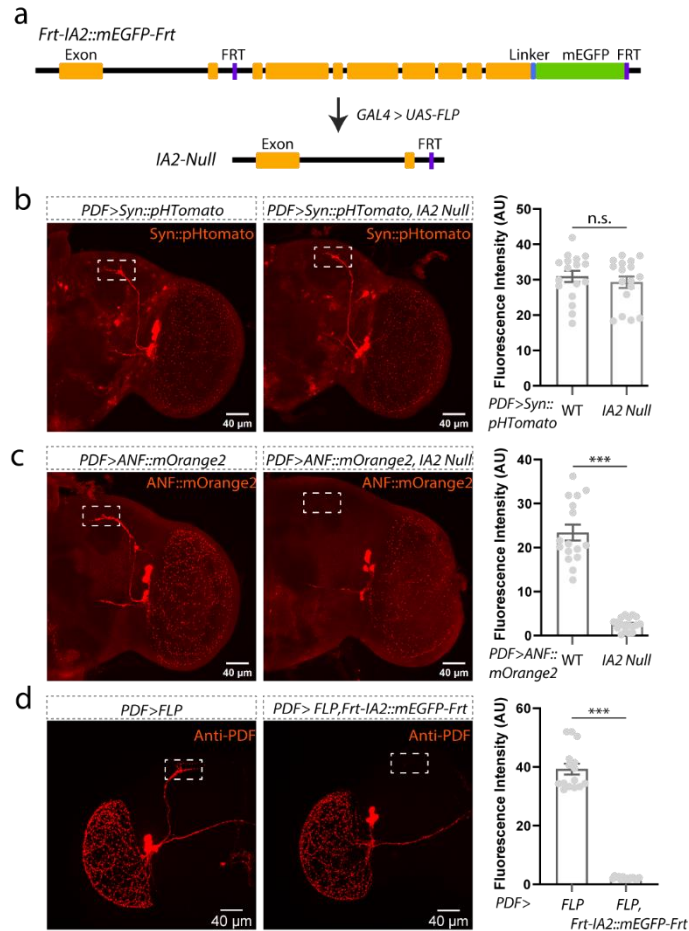 a
Frt-IA2::mEGFP-Frt
Exon FRT Linker mEGFP FRT
GAL4 > UAS-FLP
Exon FRT
IA2-Null
b
PDF>Syn::pHTomato PDF>Syn::pHTomato, IA2 Null
Syn::pHtomato Syn::pHtomato
40 μm 40 μm
Fluorescence Intensity (AU)
n.s.
50
40
30
20
10
0
PDF>Syn:: WT IA2 Null
pHTomato
c
PDF>ANF::mOrange2 PDF>ANF::mOrange2, IA2 Null
ANF::mOrange2 ANF::mOrange2
40 μm 40 μm
Fluorescence Intensity (AU)
***
40
30
20
10
0
PDF>ANF:: WT IA2 Null
mOrange2
d
PDF>FLP PDF> FLP,Frt-IA2::mEGFP-Frt
Anti-PDF Anti-PDF
40 μm 40 μm
Fluorescence Intensity (AU)
***
60
40
20
0
PDF> FLP FLP,
Frt-IA2::mEGFP-Frt